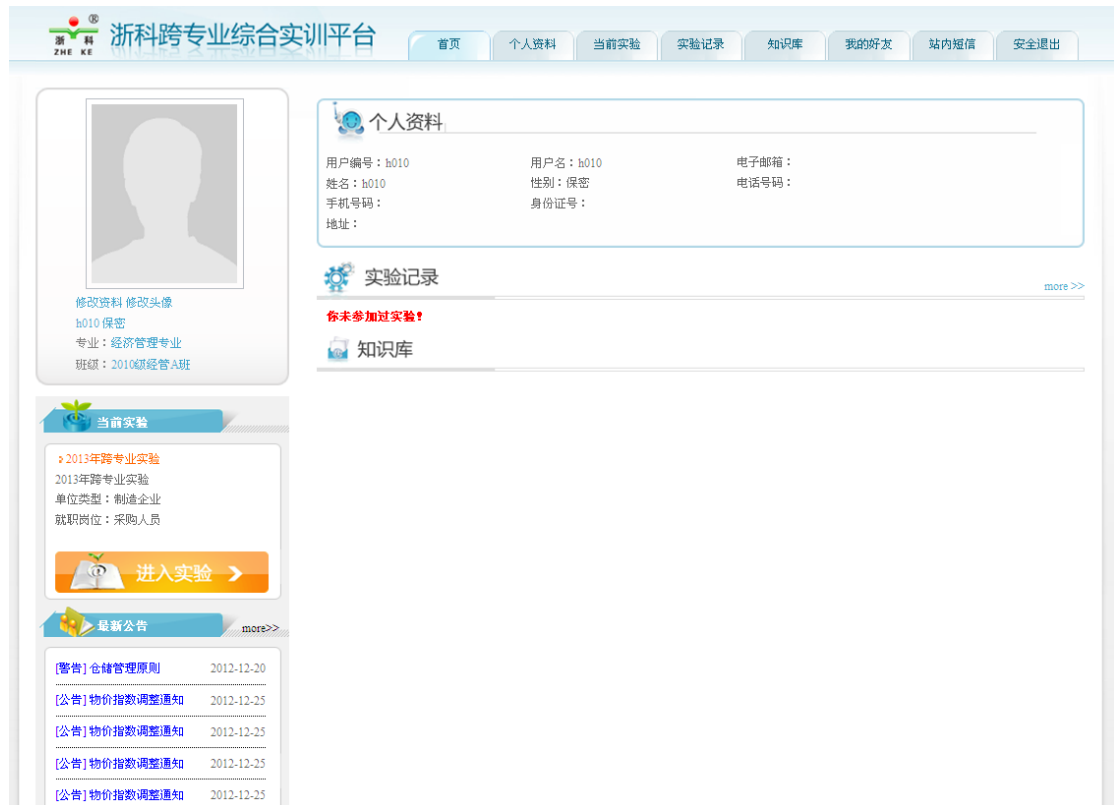 浙科 ®
ZHE KE
浙科跨专业综合实训平台
首页 个人资料 当前实验 实验记录 知识库 我的好友 站内短信 安全退出
修改资料 修改头像
h010 保密
专业：经济管理专业
班级：2010级经管A班
个人资料
用户编号：h010 用户名：h010 电子邮箱：
姓名：h010 性别：保密 电话号码：
手机号码： 身份证号：
地址：
实验记录
more >>
你未参加过实验！
知识库
当前实验
2013年跨专业实验
2013年跨专业实验
单位类型：制造企业
就职岗位：采购人员
进入实验
最新公告 more>>
[警告] 仓储管理原则 2012-12-20
[公告] 物价指数调整通知 2012-12-25
[公告] 物价指数调整通知 2012-12-25
[公告] 物价指数调整通知 2012-12-25
[公告] 物价指数调整通知 2012-12-25